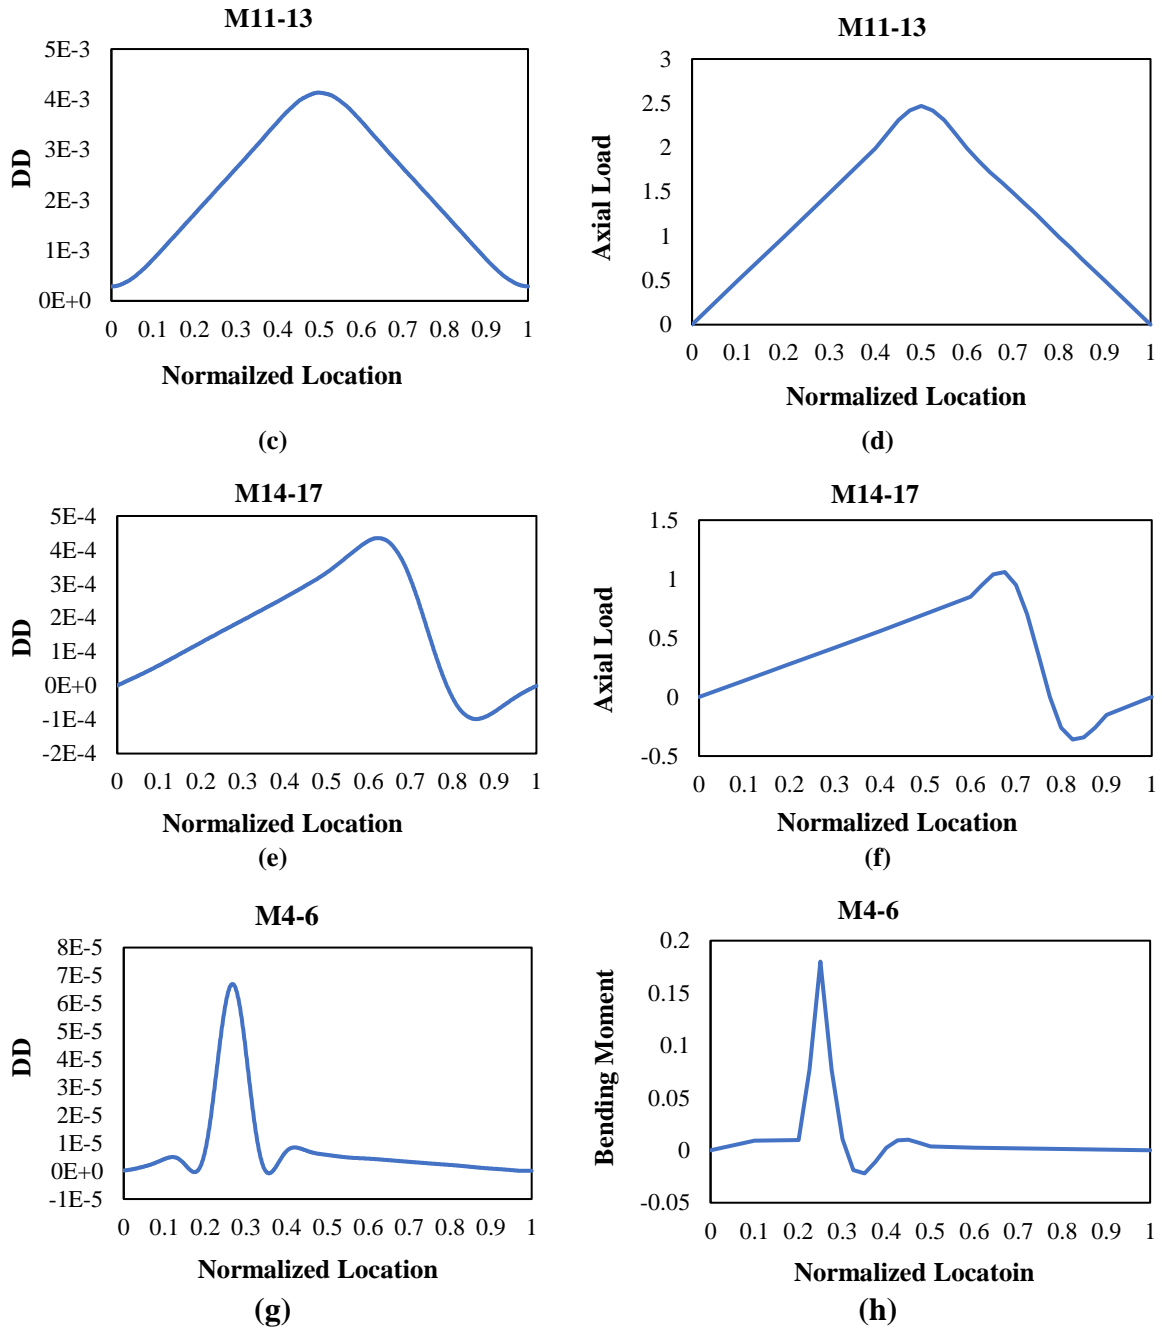 M11-13
5E-3
4E-3
3E-3
2E-3
1E-3
0E+0
DD
0 0.1 0.2 0.3 0.4 0.5 0.6 0.7 0.8 0.9 1
Normailzed Location
(c)
M11-13
3
2.5
2
1.5
1
0.5
0
Axial Load
0 0.1 0.2 0.3 0.4 0.5 0.6 0.7 0.8 0.9 1
Normalized Location
(d)
M14-17
5E-4
4E-4
3E-4
2E-4
1E-4
0E+0
-1E-4
-2E-4
DD
0 0.1 0.2 0.3 0.4 0.5 0.6 0.7 0.8 0.9 1
Normalized Location
(e)
M14-17
1.5
1
0.5
0
-0.5
Axial Load
0 0.1 0.2 0.3 0.4 0.5 0.6 0.7 0.8 0.9 1
Normalized Location
(f)
M4-6
8E-5
7E-5
6E-5
5E-5
4E-5
3E-5
2E-5
1E-5
0E+0
-1E-5
DD
0 0.1 0.2 0.3 0.4 0.5 0.6 0.7 0.8 0.9 1
Normalized Location
(g)
M4-6
0.2
0.15
0.1
0.05
0
-0.05
Bending Moment
0 0.1 0.2 0.3 0.4 0.5 0.6 0.7 0.8 0.9 1
Normalized Locatoin
(h)